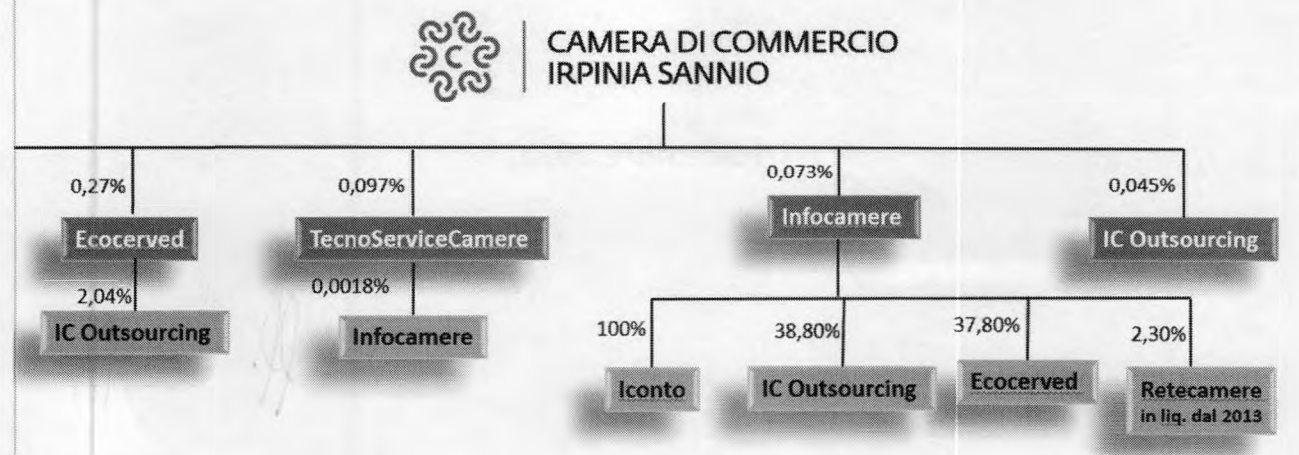 CAMERA DI COMMERCIO
IRPINIA SANNIO
0,27%
0,097%
0,073%
0,045%
Ecocerved
TecnoServiceCamere
Infocamere
IC Outsourcing
2,04%
0,0018%
IC Outsourcing
Infocamere
100%
38,80%
37,80%
2,30%
Iconto
IC Outsourcing
Ecocerved
Retecamere
in liq. dal 2013